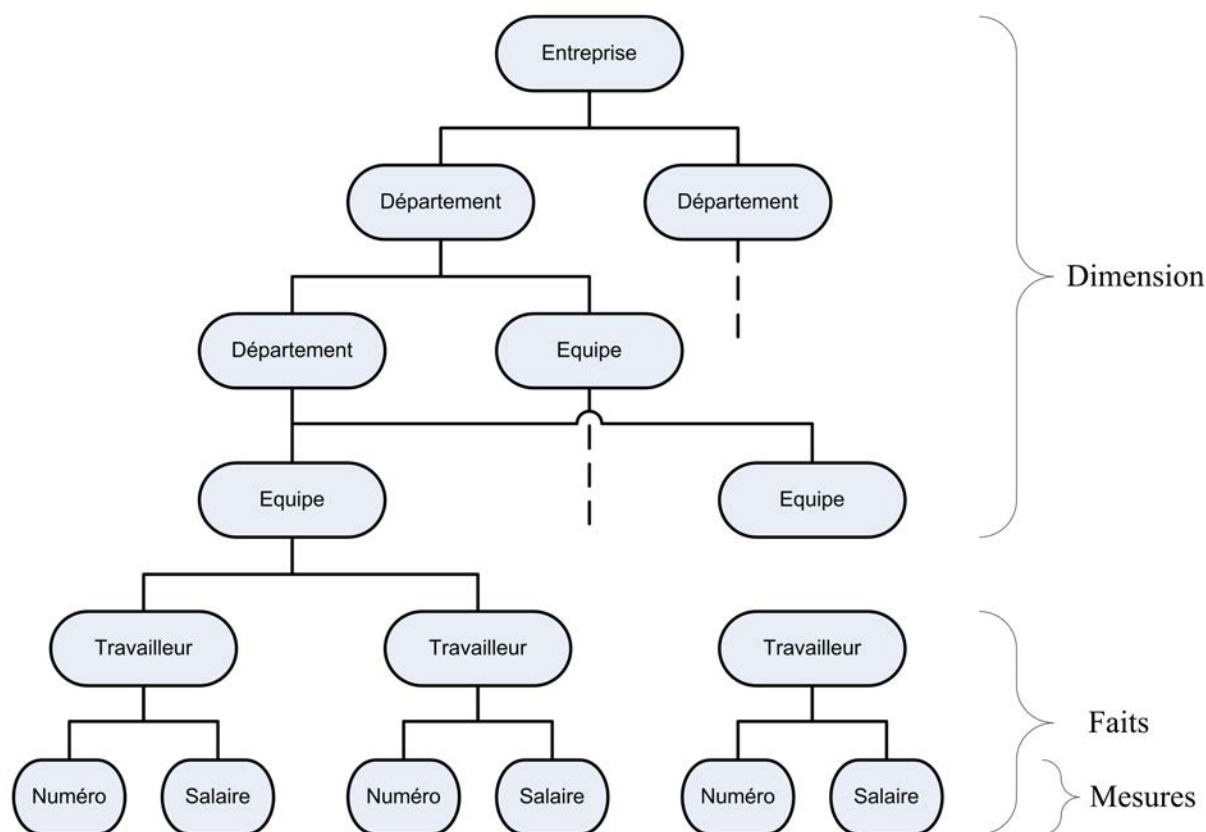 Entreprise
Département
Département
Dimension
Département
Equipe
Equipe
Equipe
Travailleur
Travailleur
Travailleur
Faits
Numéro
Salaire
Numéro
Salaire
Numéro
Salaire
Mesures